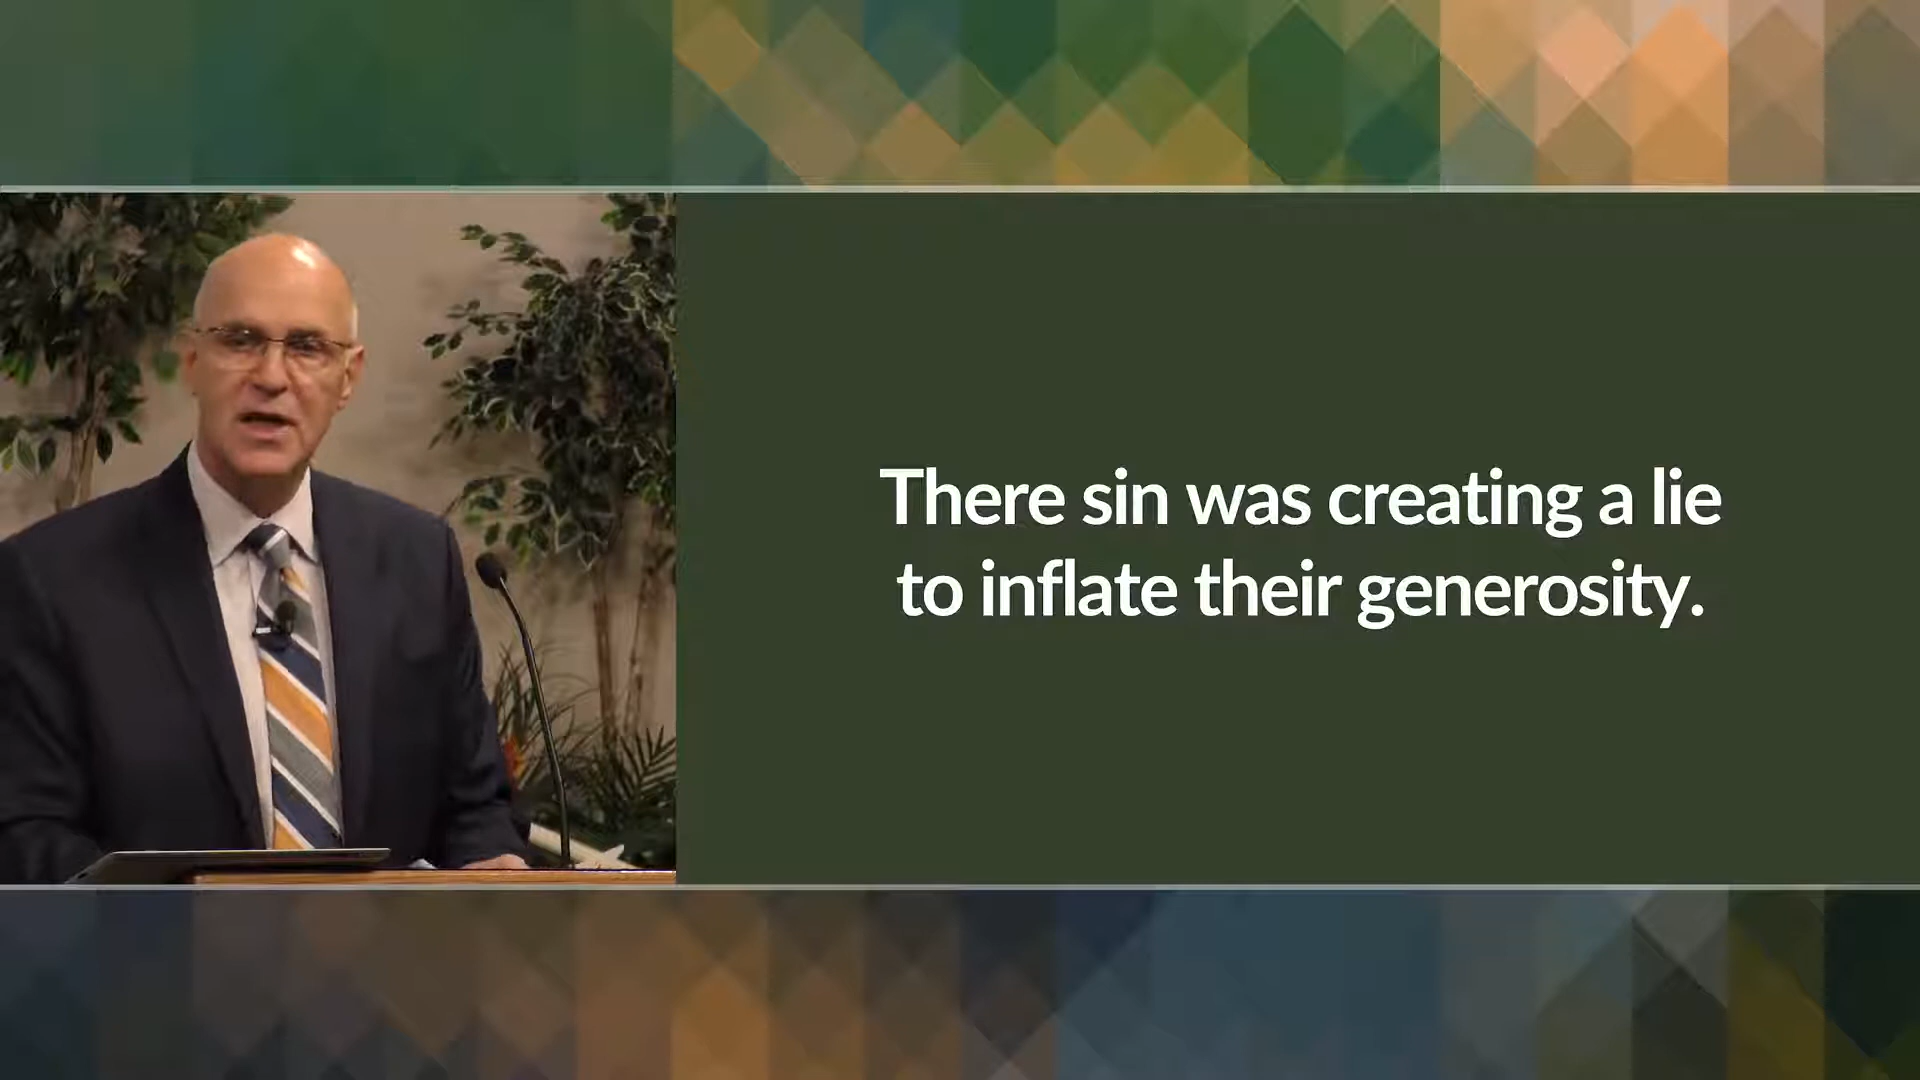 There sin was creating a lie
to inflate their generosity.